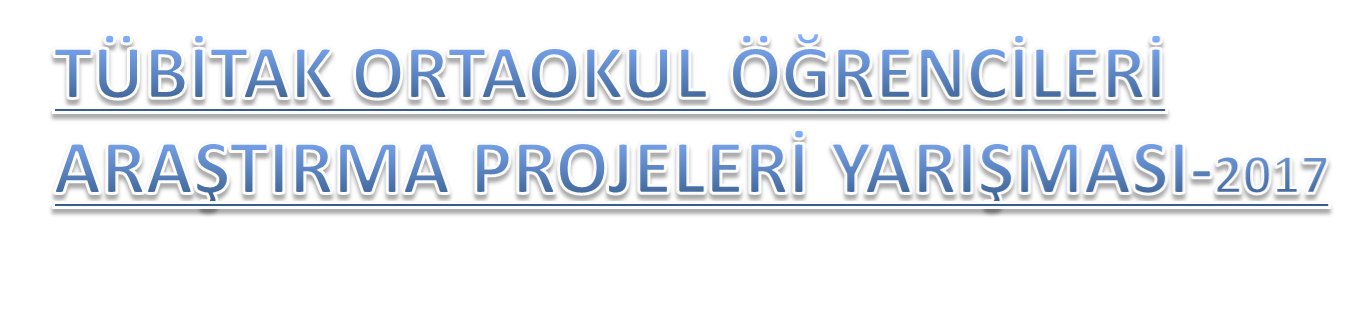 TÜBİTAK ORTAOKUL ÖĞRENCİLERİ
ARAŞTIRMA PROJELERİ YARIŞMASI-2017